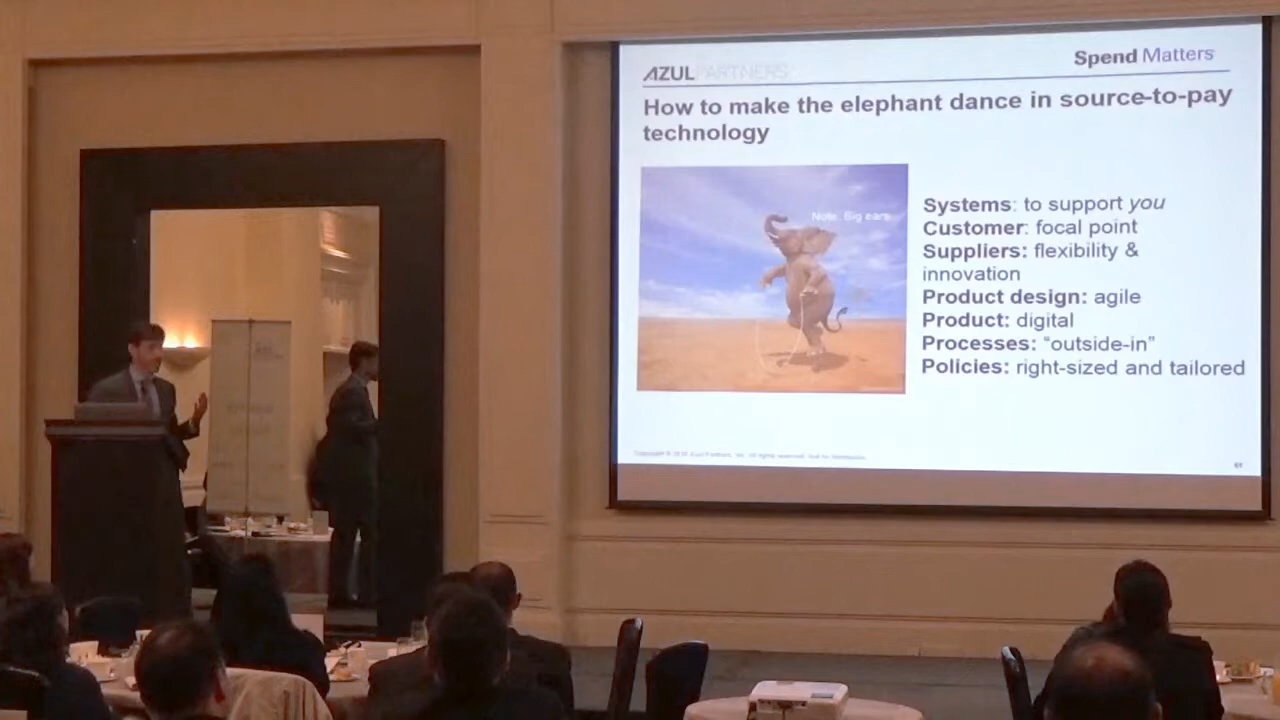 AZUL PARTNERS
Spend Matters
How to make the elephant dance in source-to-pay
technology
Note: Big ears
Systems: to support you
Customer: focal point
Suppliers: flexibility &
innovation
Product design: agile
Product: digital
Processes: “outside-in”
Policies: right-sized and tailored